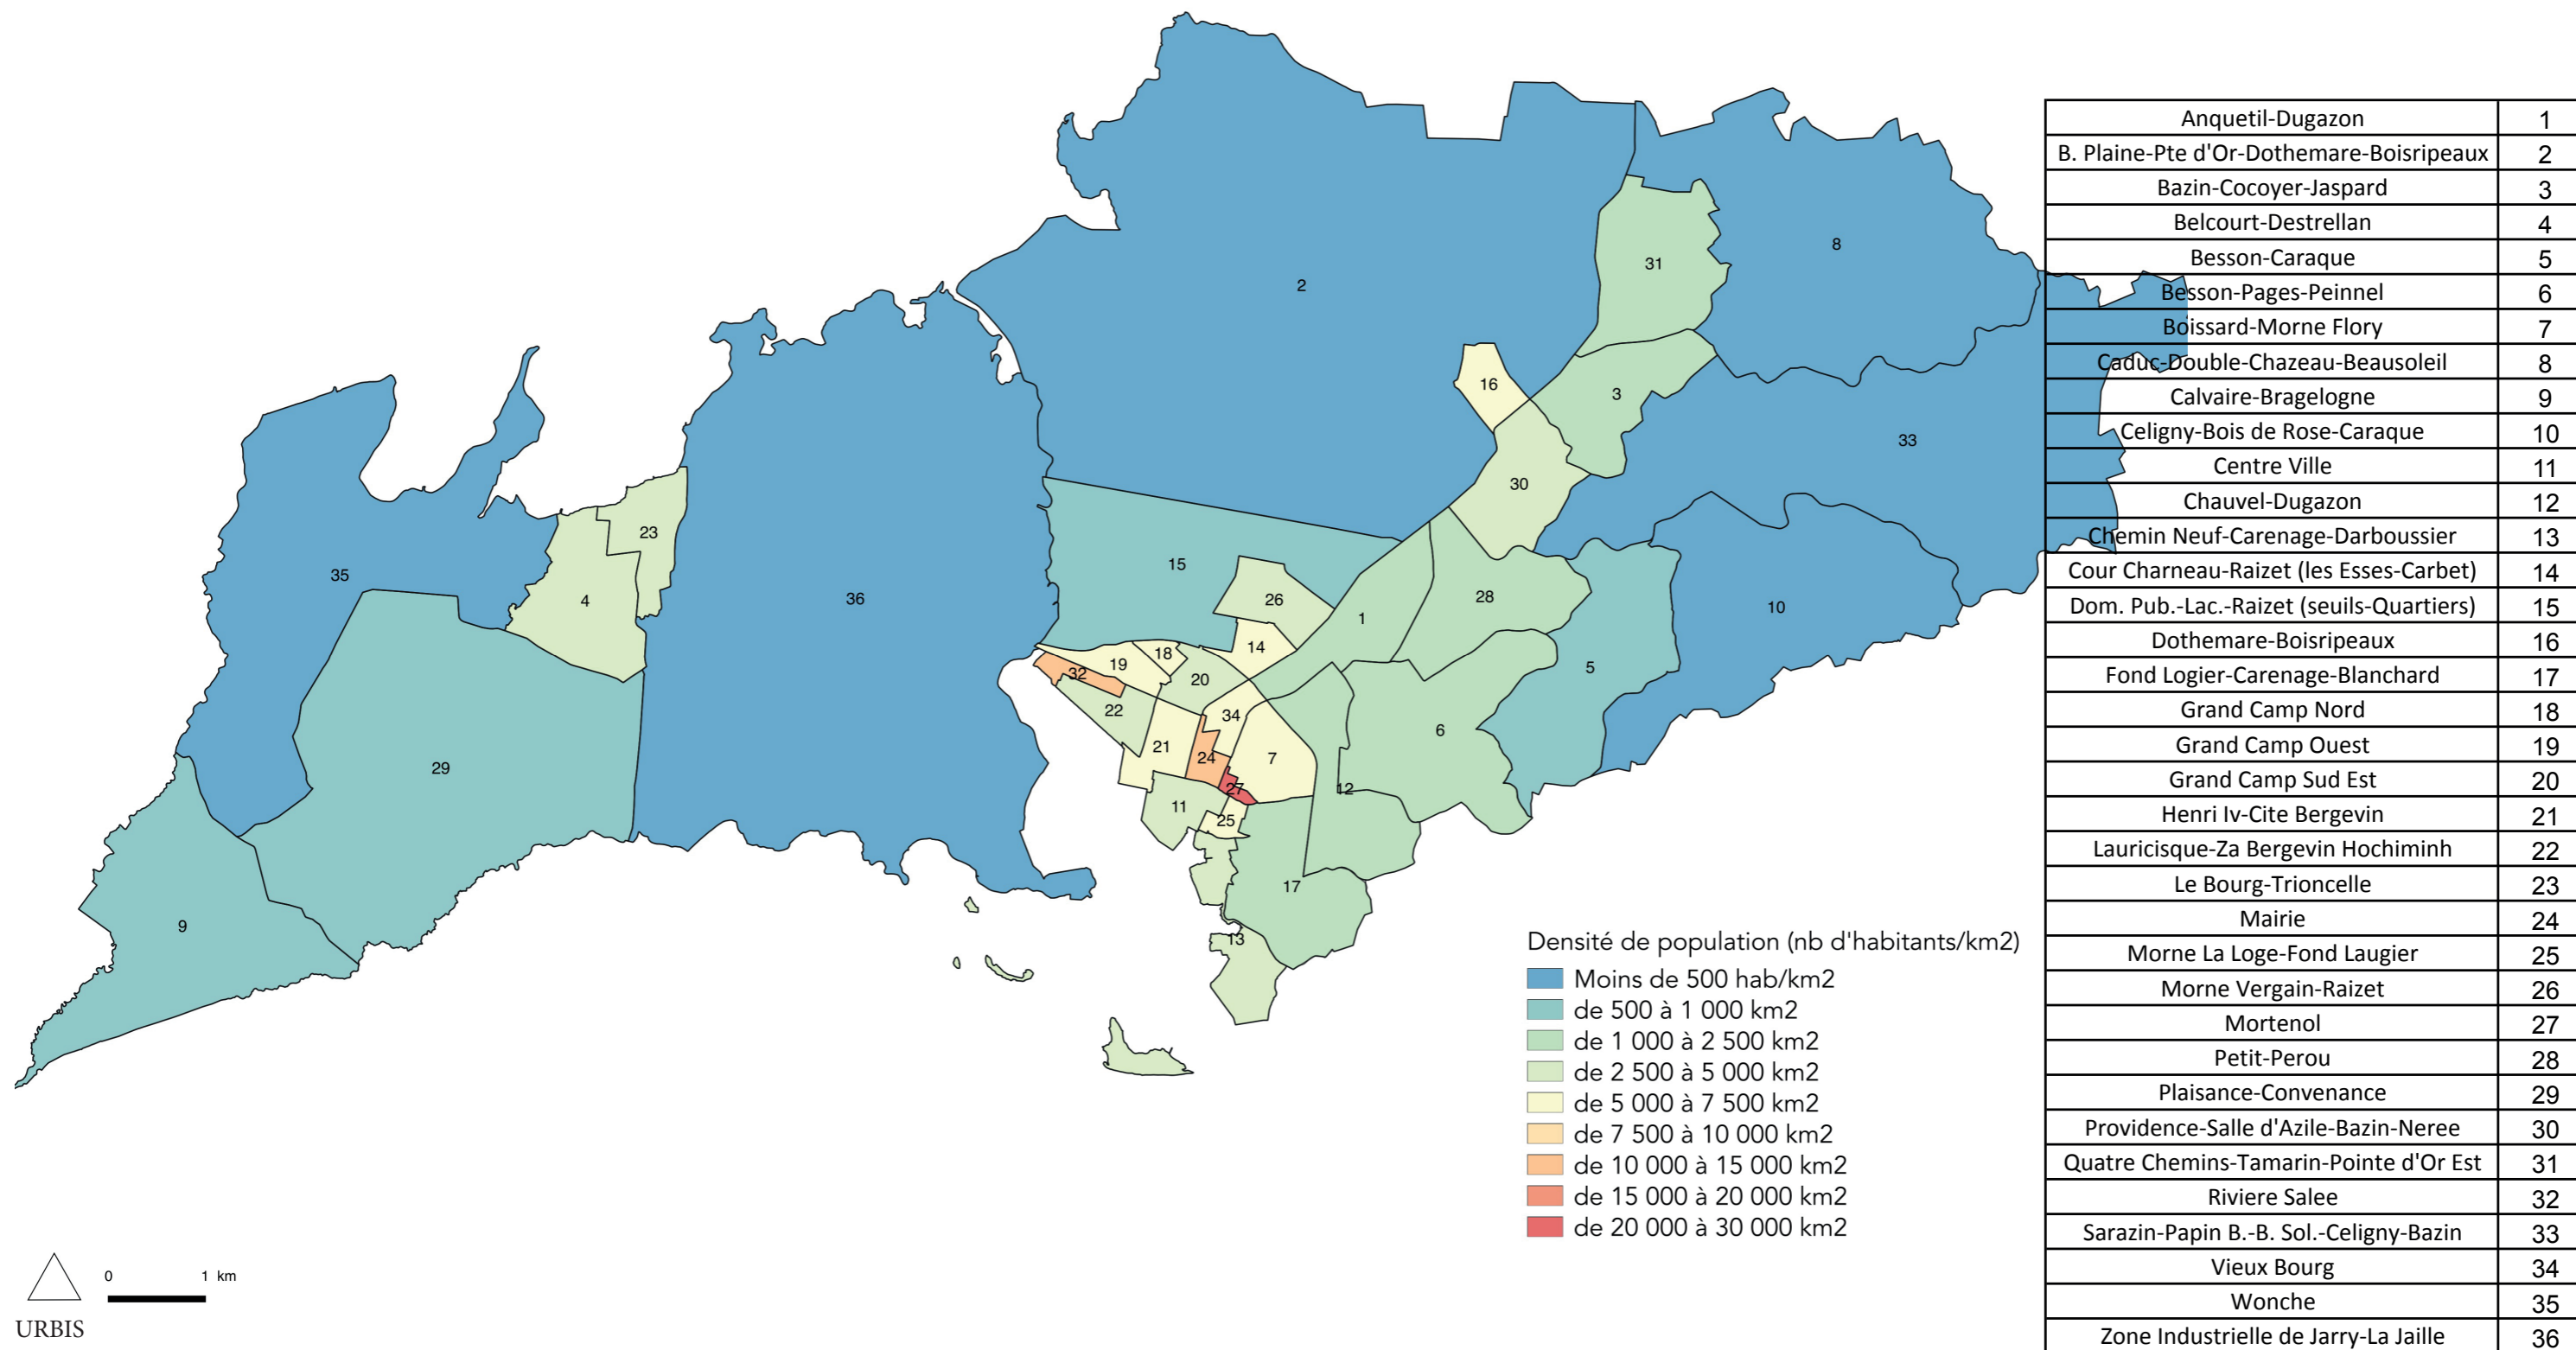 2
8
31
16
3
33
30
23
35
4
36
15
26
28
1
10
14
5
18
19
20
32
22
34
6
21
24
7
29
27
12
11
25
17
9
13
Densité de population (nb d'habitants/km2)
Moins de 500 hab/km2
de 500 à 1 000 km2
de 1 000 à 2 500 km2
de 2 500 à 5 000 km2
de 5 000 à 7 500 km2
de 7 500 à 10 000 km2
de 10 000 à 15 000 km2
de 15 000 à 20 000 km2
de 20 000 à 30 000 km2
0 1 km
URBIS
Anquetil-Dugazon 1
B. Plaine-Pte d'Or-Dothemare-Boisripeaux 2
Bazin-Cocoyer-Jaspard 3
Belcourt-Destrellan 4
Besson-Caraque 5
Besson-Pages-Peinnel 6
Boissard-Morne Flory 7
Caduc-Double-Chazeau-Beausoleil 8
Calvaire-Bragelogne 9
Celigny-Bois de Rose-Caraque 10
Centre Ville 11
Chauvel-Dugazon 12
Chemin Neuf-Carenage-Darboussier 13
Cour Charneau-Raizet (les Esses-Carbet) 14
Dom. Pub.-Lac.-Raizet (seuils-Quartiers) 15
Dothemare-Boisripeaux 16
Fond Logier-Carenage-Blanchard 17
Grand Camp Nord 18
Grand Camp Ouest 19
Grand Camp Sud Est 20
Henri Iv-Cite Bergevin 21
Lauricisque-Za Bergevin Hochiminh 22
Le Bourg-Trioncelle 23
Mairie 24
Morne La Loge-Fond Laugier 25
Morne Vergain-Raizet 26
Mortenol 27
Petit-Perou 28
Plaisance-Convenance 29
Providence-Salle d'Azile-Bazin-Neree 30
Quatre Chemins-Tamarin-Pointe d'Or Est 31
Riviere Salee 32
Sarazin-Papin B.-B. Sol.-Celigny-Bazin 33
Vieux Bourg 34
Wonche 35
Zone Industrielle de Jarry-La Jaille 36